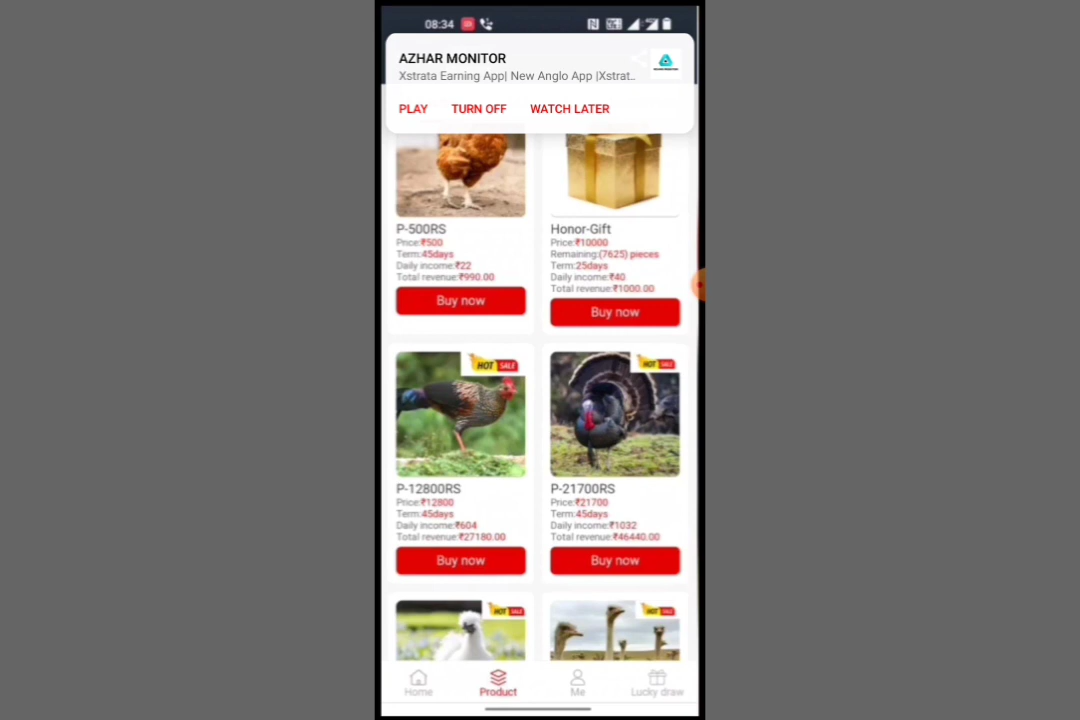 08:34
AZHAR MONITOR
Xstrata Earning App| New Anglo App |Xstrat..
PLAY TURN OFF WATCH LATER
P-500RS
Price:₹500
Term:45days
Daily income:₹22
Total revenue:₹990.00
Buy now
Honor-Gift
Price:₹10000
Remaining:(7625) pieces
Term:25days
Daily income:₹40
Total revenue:₹1000.00
Buy now
HOT SALE
P-12800RS
Price:₹12800
Term:45days
Daily income:₹604
Total revenue:₹27180.00
Buy now
HOT SALE
P-21700RS
Price:₹21700
Term:45days
Daily income:₹1032
Total revenue:₹46440.00
Buy now
HOT SALE
HOT SALE
Home Product Me Lucky draw